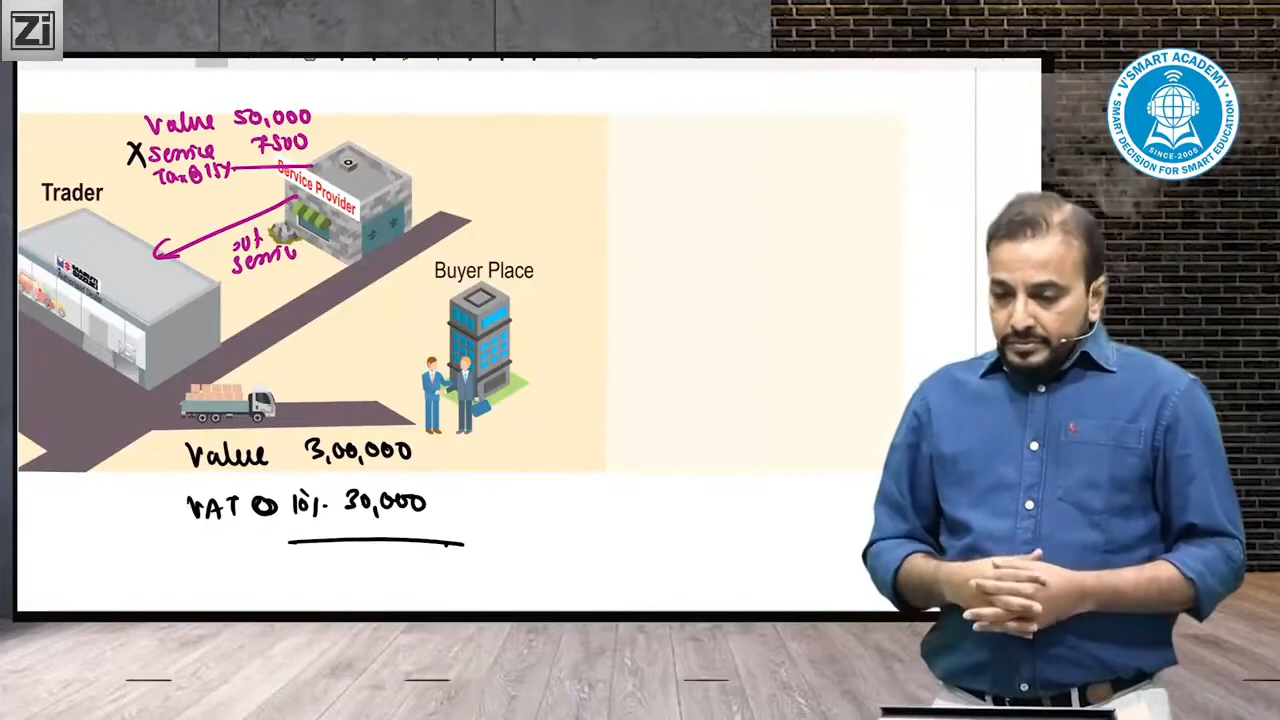 Zi
V'SMART ACADEMY
SMART DECISION FOR SMART EDUCATION
SINCE-2005
Value 50,000
X Service 7500
Tax @ 15%
Service Provider
Trader
out
Service
Buyer Place
Value 3,00,000
VAT @ 10% 30,000